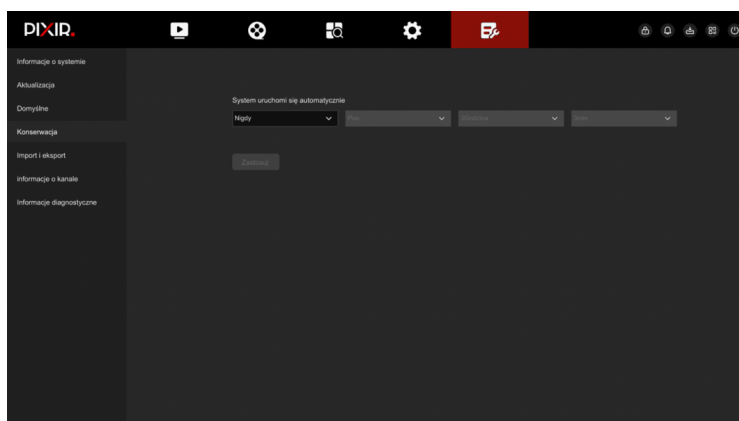 PIXIR.
Informacje o systemie
Aktualizacja
Domyślne
Konserwacja
Import i eksport
informacje o kanale
Informacje diagnostyczne
System uruchomi się automatycznie
Nigdy
Zastosuj